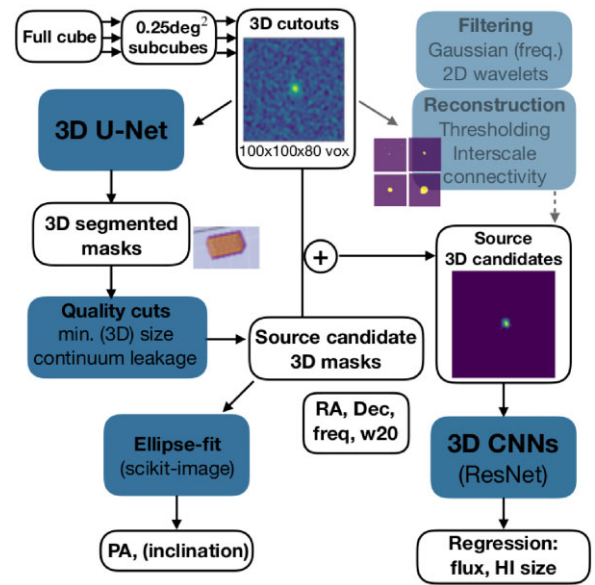 Full cube
0.25deg²
subcubes
3D cutouts
100x100x80 vox
Filtering
Gaussian (freq.)
2D wavelets
Reconstruction
Thresholding
Interscale
connectivity
3D U-Net
3D segmented
masks
Quality cuts
min. (3D) size
continuum leakage
+
Source candidate
3D masks
Source
3D candidates
RA, Dec,
freq, w20
Ellipse-fit
(scikit-image)
PA, (inclination)
3D CNNs
(ResNet)
Regression:
flux, HI size